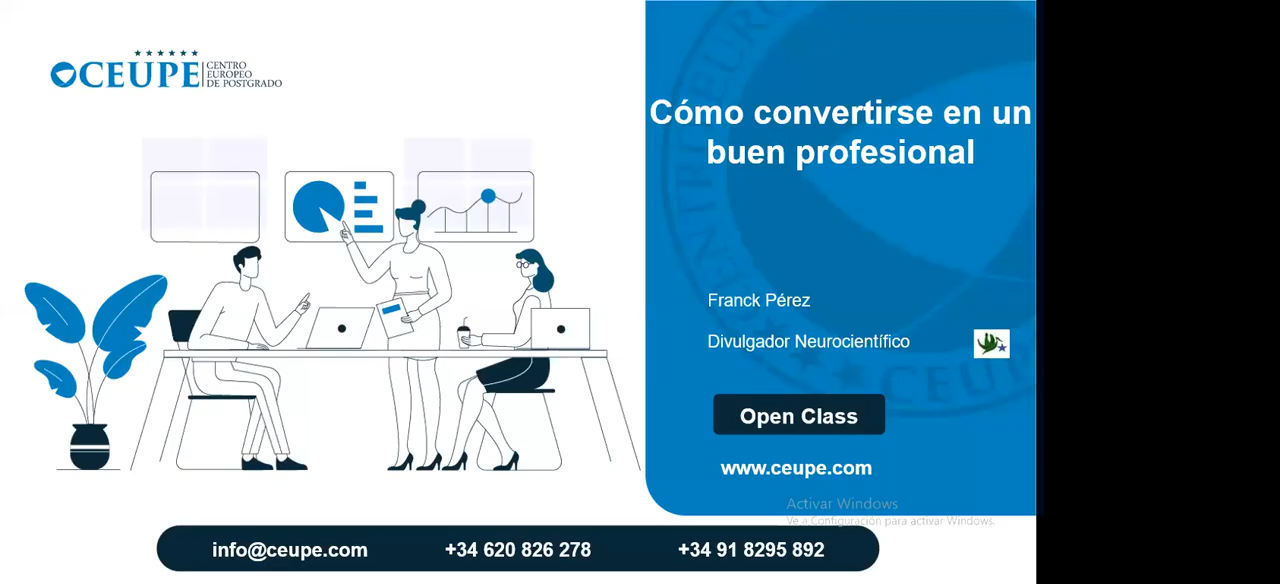 CEUPE
CENTRO
EUROPEO
DE POSTGRADO
Cómo convertirse en un
buen profesional
Franck Pérez
Divulgador Neurocientífico
Open Class
www.ceupe.com
Activar Windows
Ve a Configuración para activar Windows.
info@ceupe.com +34 620 826 278 +34 91 8295 892
CEUPE